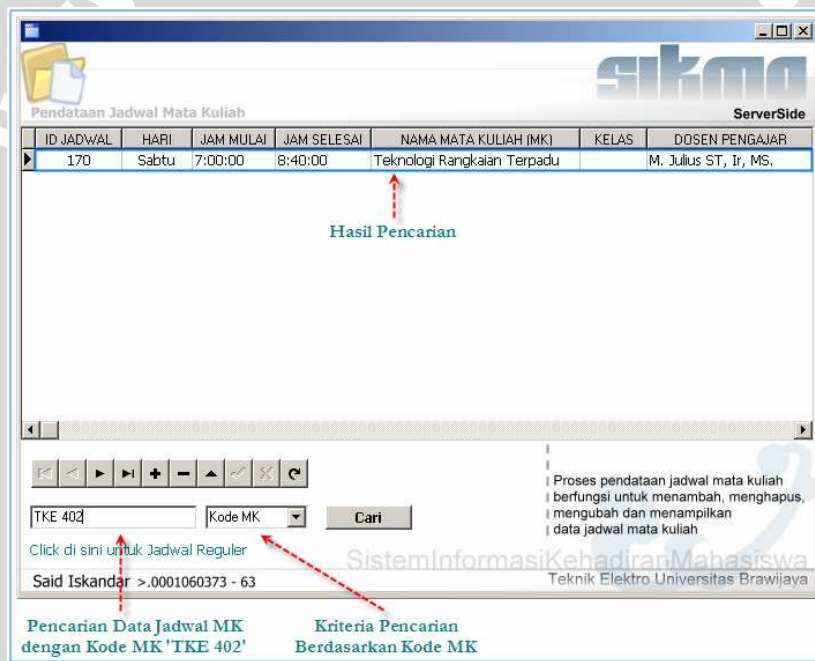 sikma
Pendataan Jadwal Mata Kuliah
ServerSide
ID JADWAL HARI JAM MULAI JAM SELESAI NAMA MATA KULIAH (MK) KELAS DOSEN PENGAJAR
170 Sabtu 7:00:00 8:40:00 Teknologi Rangkaian Terpadu M. Julius ST, Ir, MS.
Hasil Pencarian
Proses pendataan jadwal mata kuliah
berfungsi untuk menambah, menghapus,
mengubah dan menampilkan
data jadwal mata kuliah
TKE 402 Kode MK Cari
Click di sini untuk Jadwal Reguler
SistemInformasiKehadiranMahasiswa
Said Iskandar >.0001060373 - 63
Teknik Elektro Universitas Brawijaya
Pencarian Data Jadwal MK
dengan Kode MK 'TKE 402'
Kriteria Pencarian
Berdasarkan Kode MK